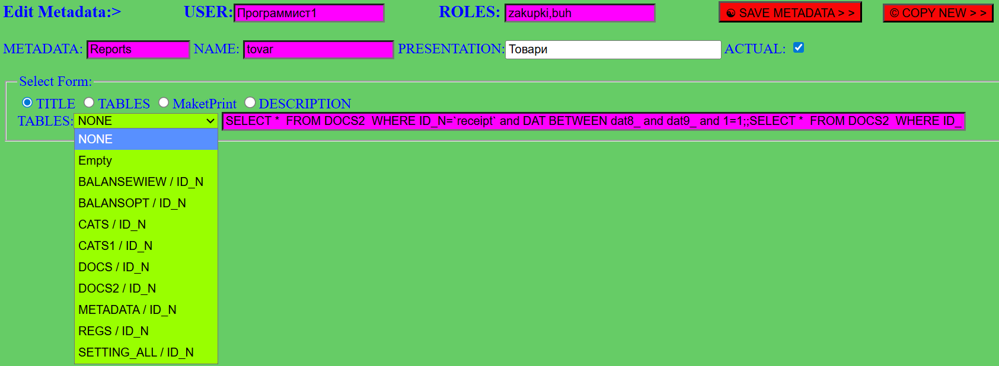 Edit Metadata:> USER: Программист1 ROLES: zakupki,buh ☯ SAVE METADATA > > © COPY NEW > >
METADATA: Reports NAME: tovar PRESENTATION: Товари ACTUAL:
Select Form:
TITLE TABLES MaketPrint DESCRIPTION
TABLES: NONE SELECT * FROM DOCS2 WHERE ID_N=`receipt` and DAT BETWEEN dat8_ and dat9_ and 1=1;;SELECT * FROM DOCS2 WHERE ID_
NONE
Empty
BALANSEWIEW / ID_N
BALANSOPT / ID_N
CATS / ID_N
CATS1 / ID_N
DOCS / ID_N
DOCS2 / ID_N
METADATA / ID_N
REGS / ID_N
SETTING_ALL / ID_N